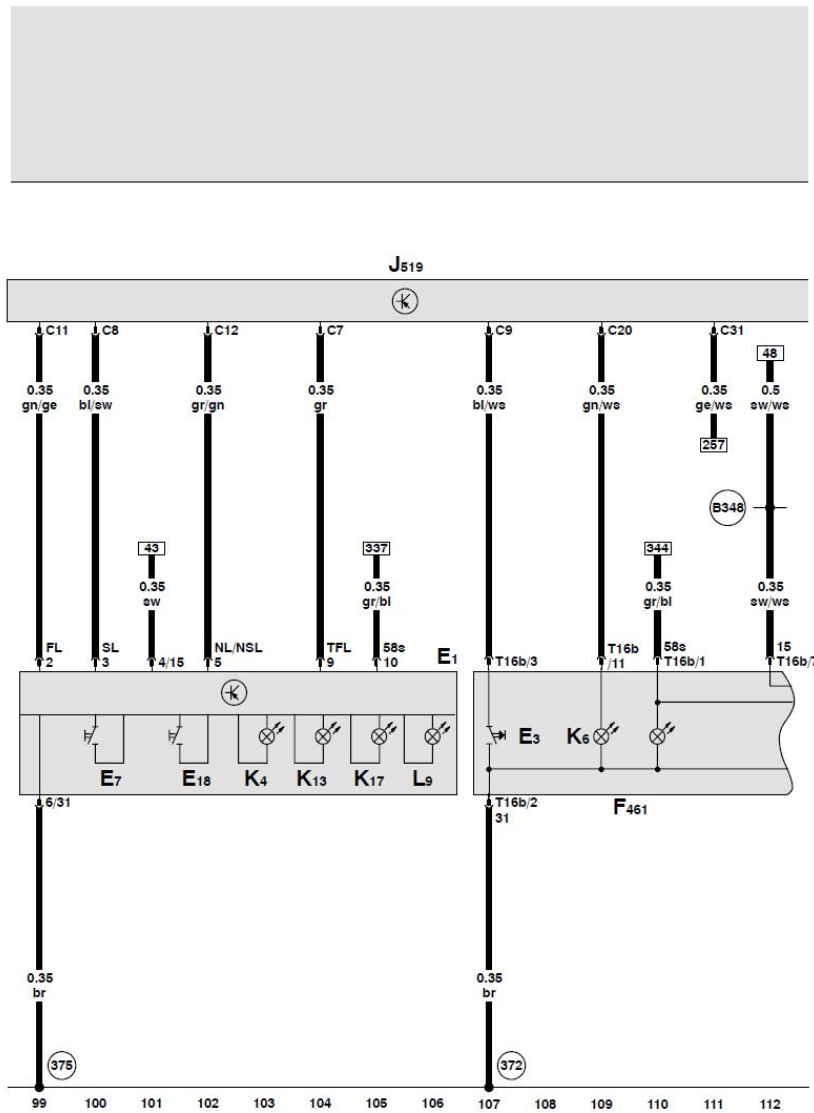 J519
C11 C8 C12 C7 C9 C20 C31
48
0.35 0.35 0.35 0.35 0.35 0.35 0.35 0.5
gn/ge bl/sw gr/gn gr bl/ws gn/ws ge/ws sw/ws
257
B348
43 337 344
0.35 0.35 0.35 0.35
sw gr/bl gr/bl sw/ws
FL SL NL/NSL TFL 58s E1 T16b 58s 15
2 3 4/15 5 9 10 T16b/3 /11 T16b/1 T16b/7
E7 E18 K4 K13 K17 L9 E3 K6
6/31 T16b/2 F461
31
0.35 0.35
br br
375 372
99 100 101 102 103 104 105 106 107 108 109 110 111 112